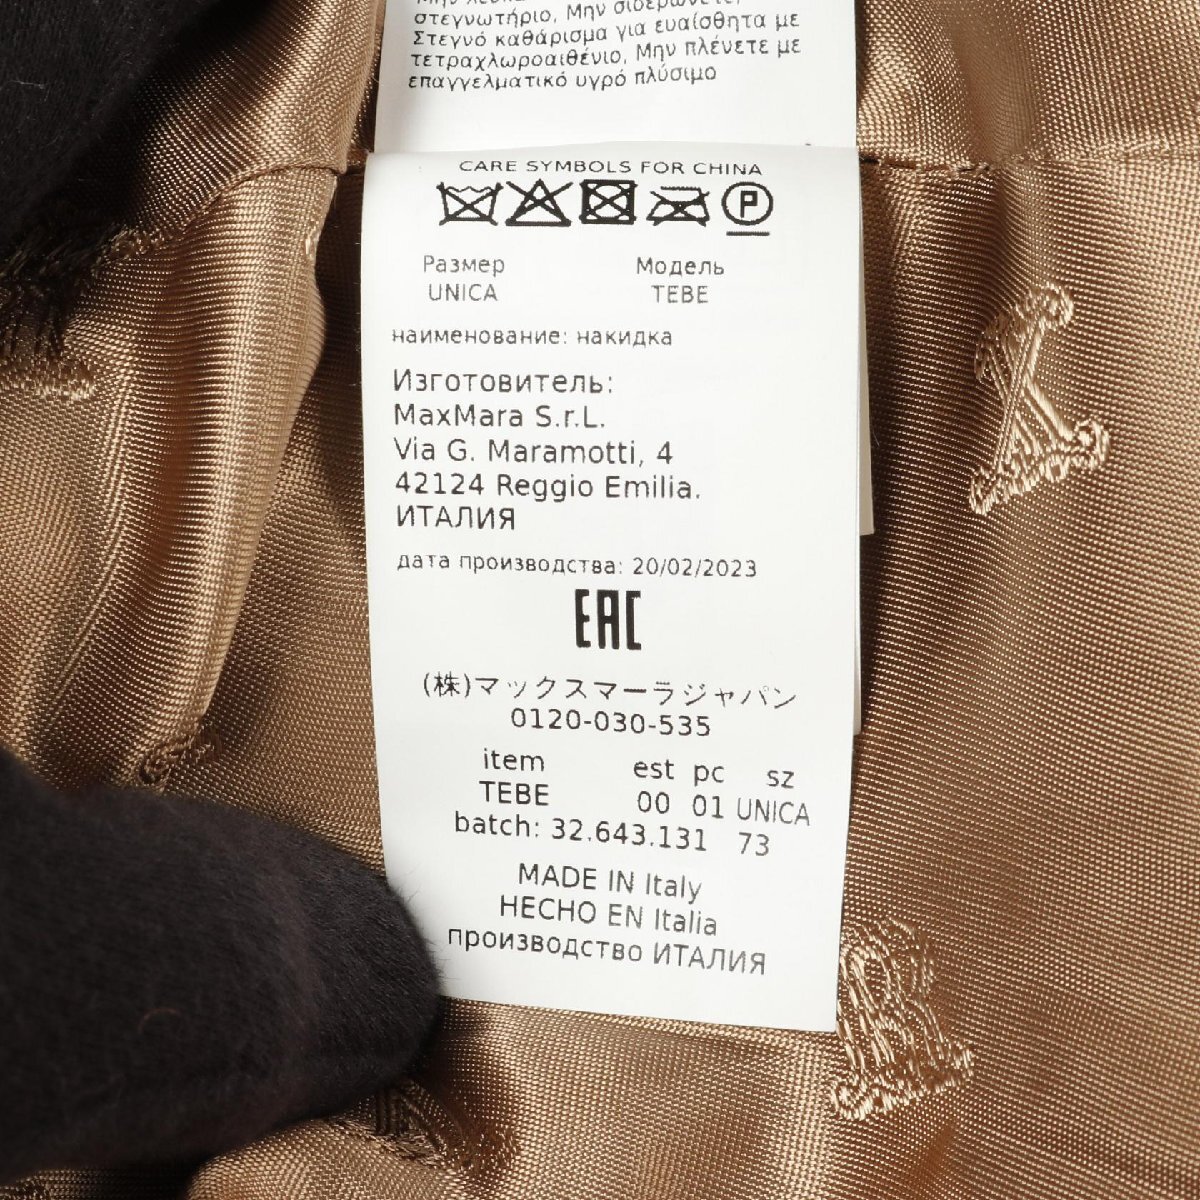 στεγνωτήριο, Μην σιδερώνετε,
Στεγνό καθάρισμα για ευαίσθητα με
τετραχλωροαιθένιο, Μην πλένετε με
επαγγελματικό υγρό πλύσιμο
CARE SYMBOLS FOR CHINA
P
Размер Модель
UNICA TEBE
наименование: накидка
Изготовитель:
MaxMara S.r.L.
Via G. Maramotti, 4
42124 Reggio Emilia.
ИТАЛИЯ
дата производства: 20/02/2023
EAC
(株)マックスマーラジャパン
0120-030-535
item est pc sz
TEBE 00 01 UNICA
batch: 32.643.131 73
MADE IN Italy
HECHO EN Italia
производство ИТАЛИЯ